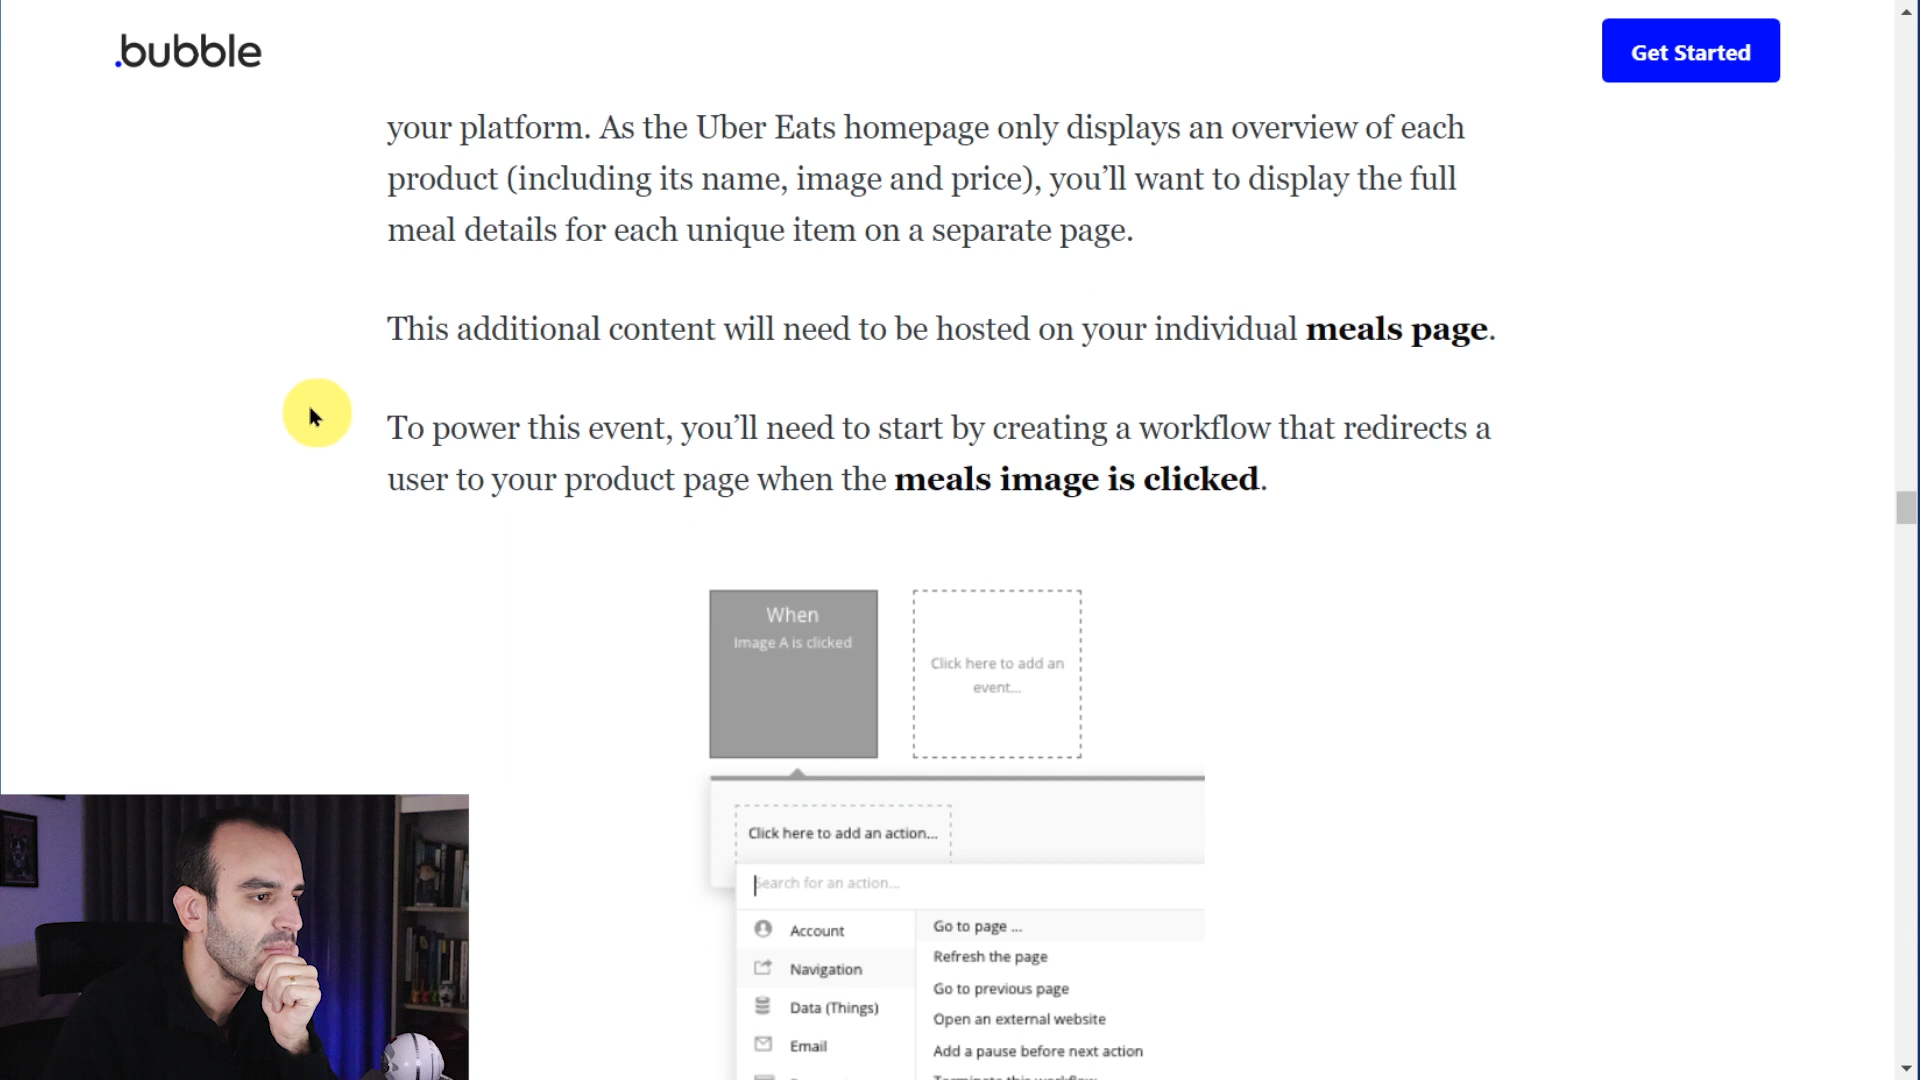 .bubble
Get Started
your platform. As the Uber Eats homepage only displays an overview of each
product (including its name, image and price), you’ll want to display the full
meal details for each unique item on a separate page.
This additional content will need to be hosted on your individual meals page.
To power this event, you’ll need to start by creating a workflow that redirects a
user to your product page when the meals image is clicked.
When
Image A is clicked
Click here to add an
event...
Click here to add an action...
Search for an action...
Account
Navigation
Data (Things)
Email
Go to page ...
Refresh the page
Go to previous page
Open an external website
Add a pause before next action
Terminate this workflow